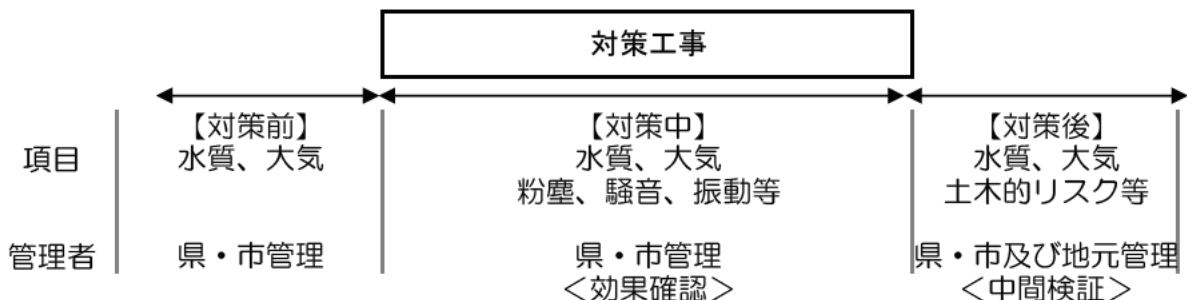 対策工事
【対策前】 【対策中】 【対策後】
項目 水質、大気 水質、大気 水質、大気
粉塵、騒音、振動等 土木的リスク等
管理者 県・市管理 県・市管理 県・市及び地元管理
＜効果確認＞ ＜中間検証＞